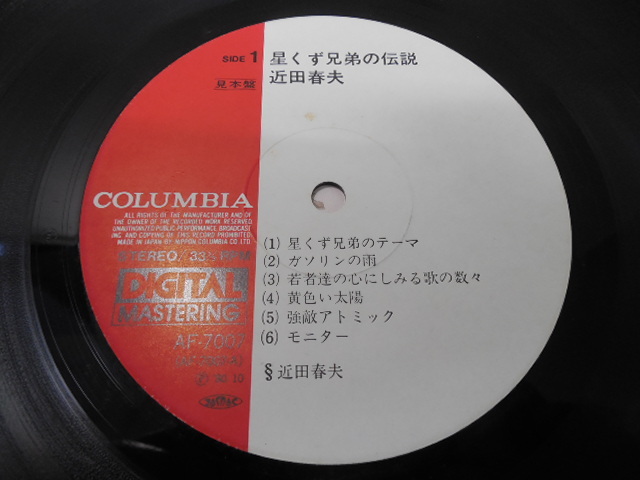 SIDE 1
星くず兄弟の伝説
近田春夫
見本盤
COLUMBIA
ALL RIGHTS OF THE MANUFACTURER AND OF
THE OWNER OF THE RECORDED WORK RESERVED
UNAUTHORIZED PUBLIC PERFORMANCE, BROADCAST
ING AND COPYING OF THIS RECORD PROHIBITED.
MADE IN JAPAN BY NIPPON COLUMBIA CO LTD
STEREO/33⅓ RPM
DIGITAL
MASTERING
(1) 星くず兄弟のテーマ
(2) ガソリンの雨
(3) 若者達の心にしみる歌の数々
(4) 黄色い太陽
(5) 強敵アトミック
(6) モニター
§近田春夫